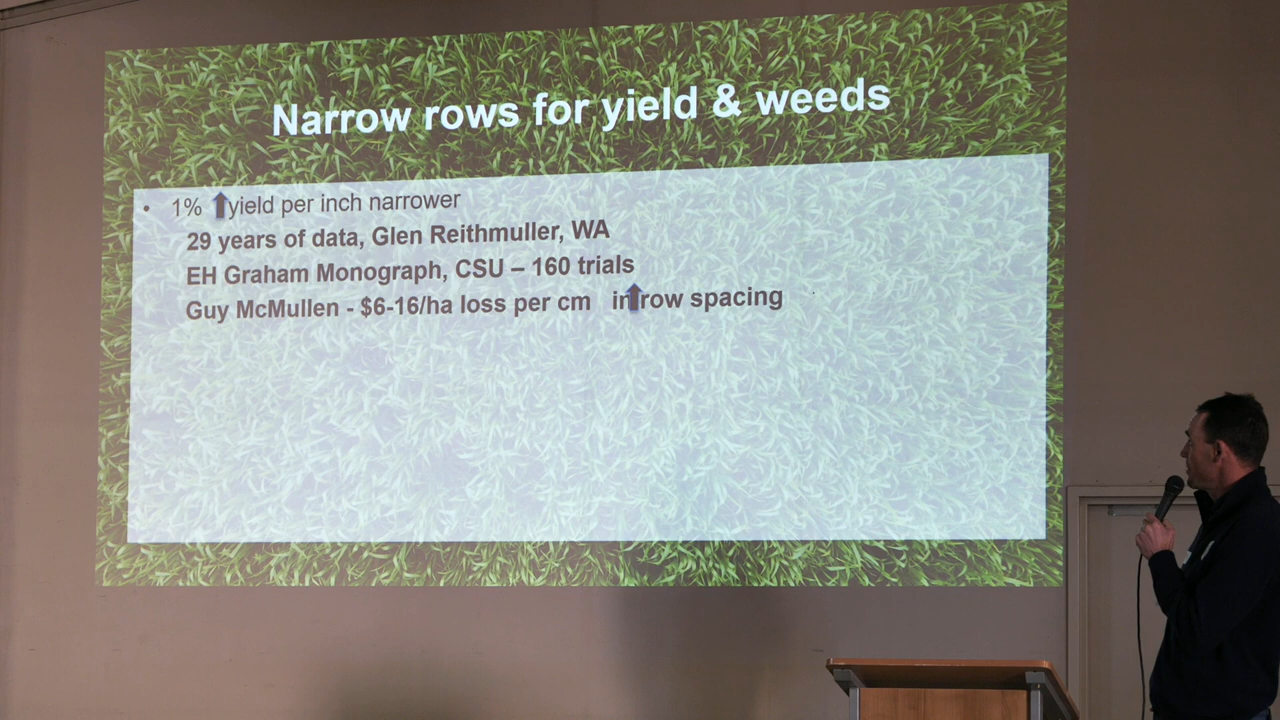 Narrow rows for yield & weeds
• 1% ⬆yield per inch narrower
29 years of data, Glen Reithmuller, WA
EH Graham Monograph, CSU – 160 trials
Guy McMullen - $6-16/ha loss per cm in⬆row spacing